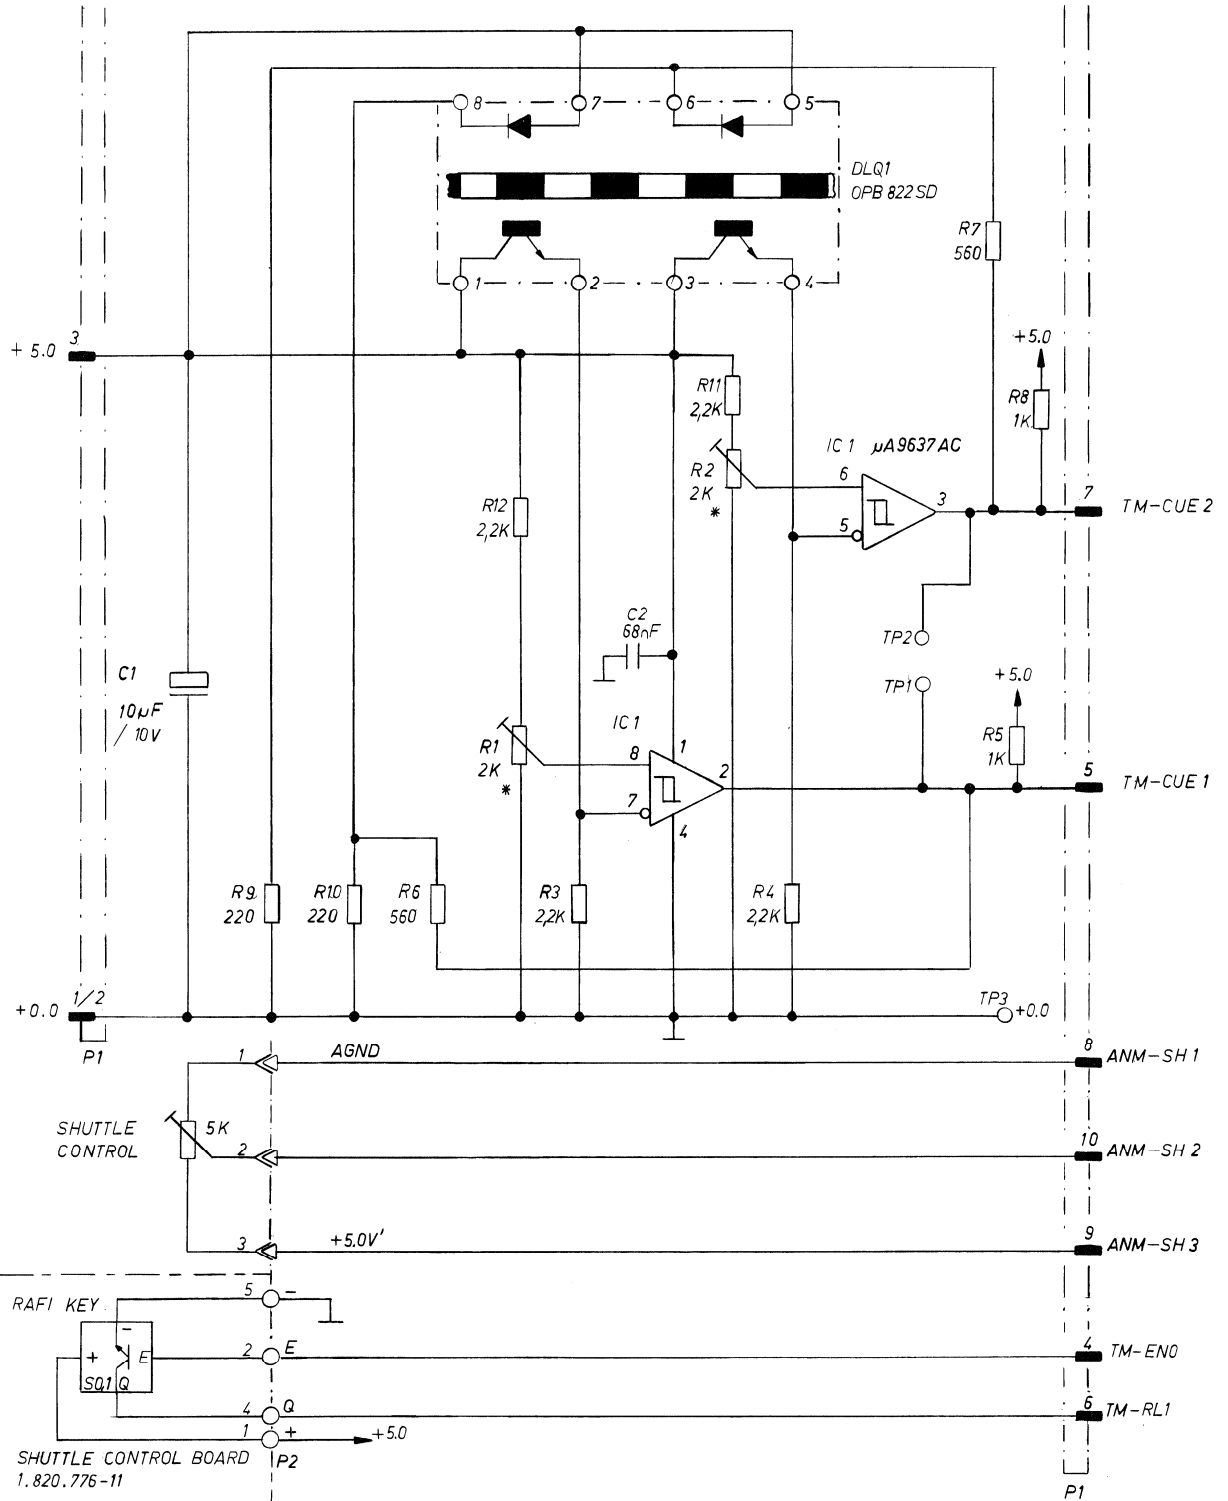 8 7 6 5
DLQ1
OPB 822 SD
R7
560
1 2 3 4
+ 5.0 3
+5.0
R11
2,2K
R8
1K
IC 1 µA9637AC
R2
2K
*
6
3
5
7
TM-CUE 2
R12
2,2K
C2
68nF
TP2
TP1
+5.0
C1
10µF
/ 10V
IC 1
R1
2K
*
8
1
2
7
4
R5
1K
5
TM-CUE 1
R9
220
R10
220
R6
560
R3
2,2K
R4
2,2K
+0.0 1/2
P1
TP3
+0.0
1 AGND
8 ANM-SH 1
SHUTTLE
CONTROL
5K
2
10 ANM-SH 2
3 +5.0V'
9 ANM-SH 3
RAFI KEY
5 -
-
+ E
SQ1 Q
2 E
4 TM-EN0
4 Q
6 TM-RL1
1 + +5.0
SHUTTLE CONTROL BOARD
1.820.776-11
P2
P1